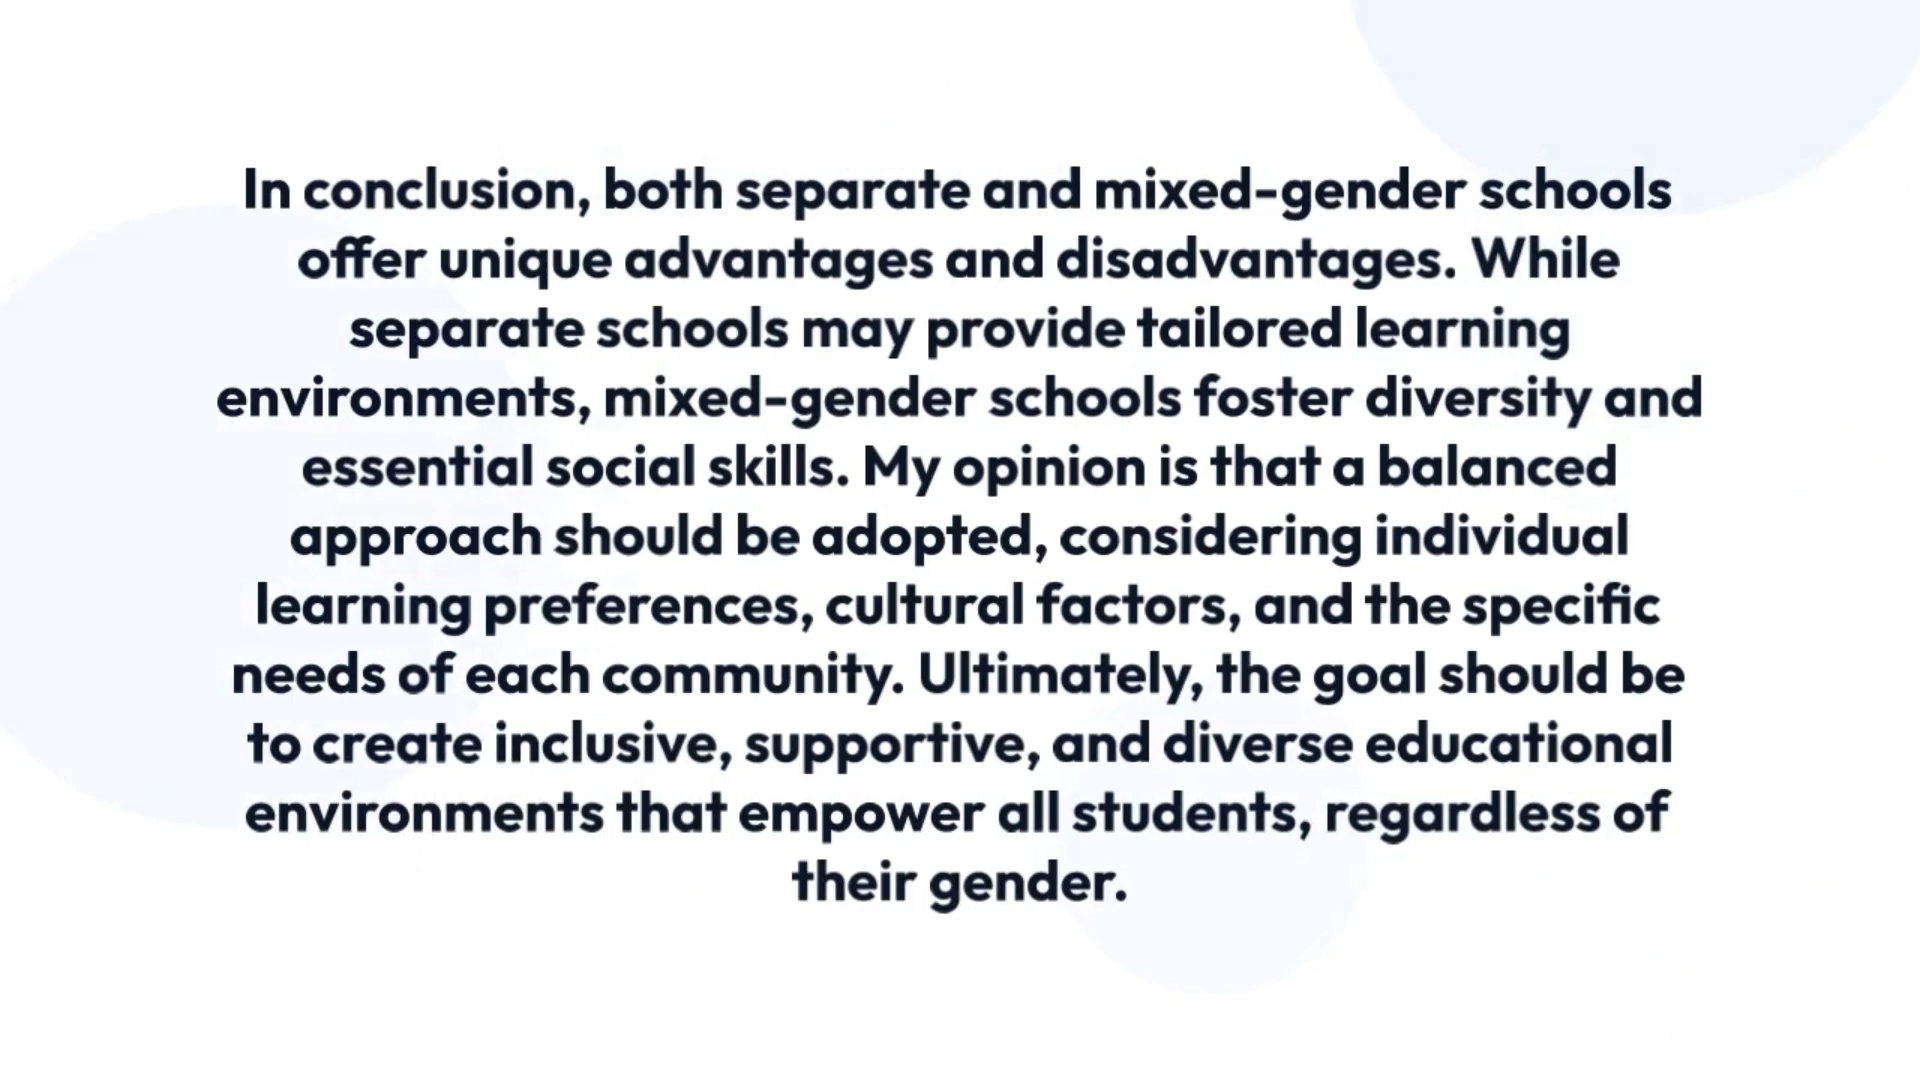 In conclusion, both separate and mixed-gender schools
offer unique advantages and disadvantages. While
separate schools may provide tailored learning
environments, mixed-gender schools foster diversity and
essential social skills. My opinion is that a balanced
approach should be adopted, considering individual
learning preferences, cultural factors, and the specific
needs of each community. Ultimately, the goal should be
to create inclusive, supportive, and diverse educational
environments that empower all students, regardless of
their gender.